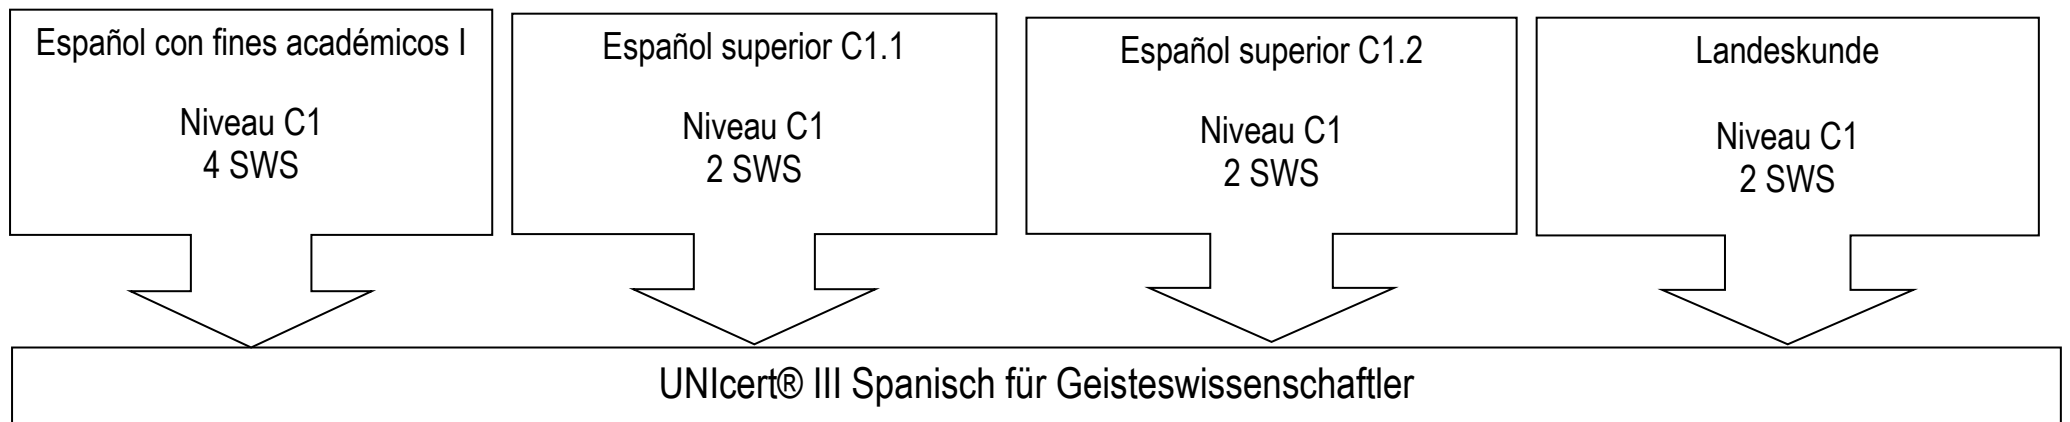 Español con fines académicos I
Niveau C1
4 SWS
Español superior C1.1
Niveau C1
2 SWS
Español superior C1.2
Niveau C1
2 SWS
Landeskunde
Niveau C1
2 SWS
UNIcert® III Spanisch für Geisteswissenschaftler